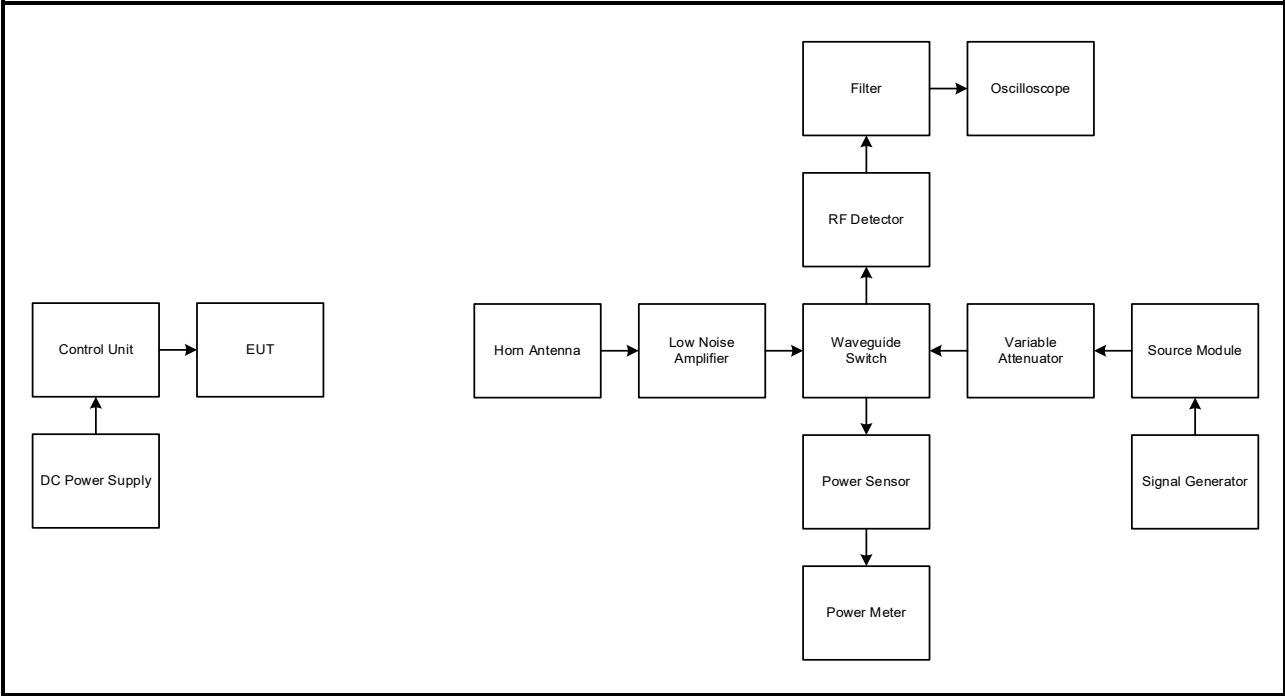 Filter
Oscilloscope
RF Detector
Control Unit
EUT
Horn Antenna
Low Noise
Amplifier
Waveguide
Switch
Variable
Attenuator
Source Module
DC Power Supply
Power Sensor
Signal Generator
Power Meter